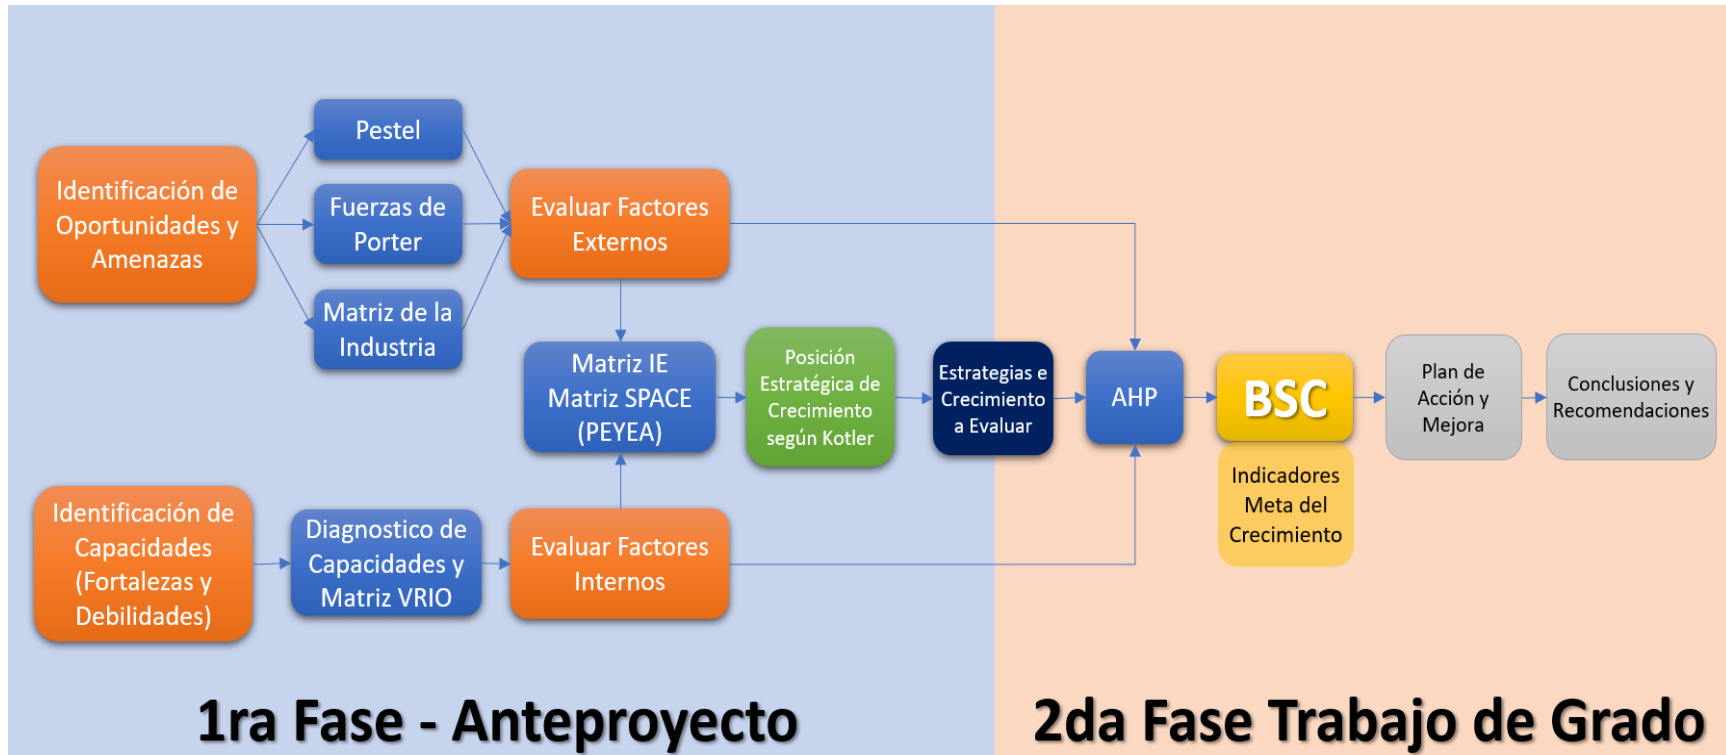 Identificación de
Oportunidades y
Amenazas
Pestel
Fuerzas de
Porter
Matriz de la
Industria
Evaluar Factores
Externos
Matriz IE
Matriz SPACE
(PEYEA)
Posición
Estratégica de
Crecimiento
según Kotler
Estrategias e
Crecimiento
a Evaluar
AHP
BSC
Indicadores
Meta del
Crecimiento
Plan de
Acción y
Mejora
Conclusiones y
Recomendaciones
Identificación de
Capacidades
(Fortalezas y
Debilidades)
Diagnostico de
Capacidades y
Matriz VRIO
Evaluar Factores
Internos
1ra Fase - Anteproyecto
2da Fase Trabajo de Grado